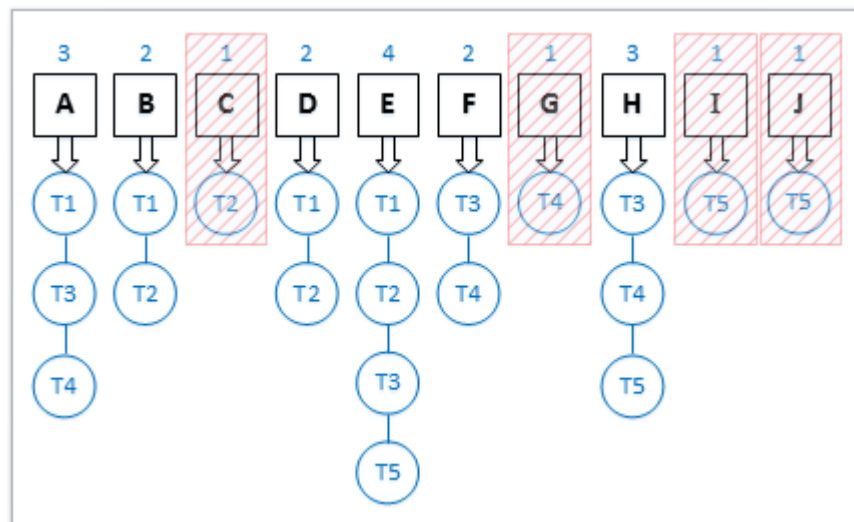 3 2 1 2 4 2 1 3 1 1
A B C D E F G H I J
T1 T1 T2 T1 T1 T3 T4 T3 T5 T5
T3 T2 T2 T2 T4 T4
T4 T3 T5
T5